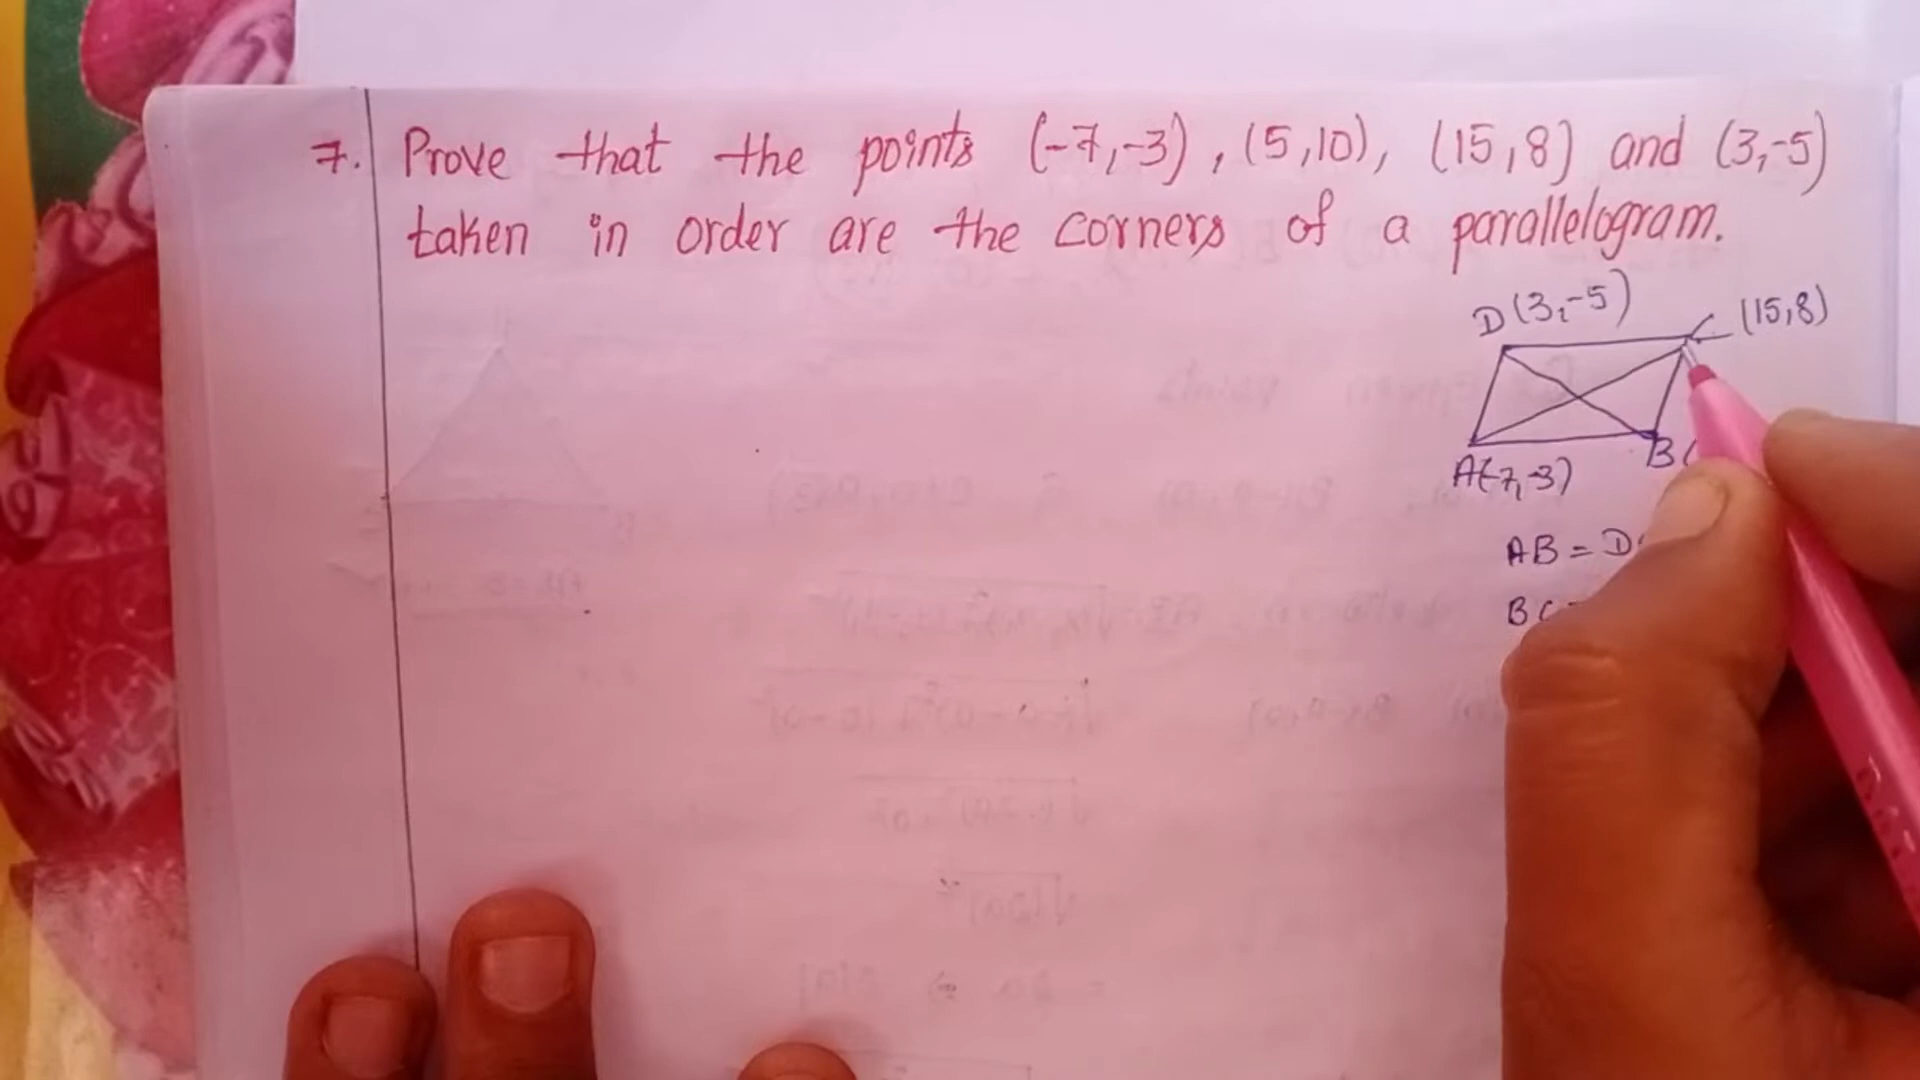 7. Prove that the points (-7,-3), (5,10), (15,8) and (3,-5)
taken in order are the corners of a parallelogram.
D(3,-5)
C (15,8)
A(-7,-3)
B(
AB = D
BC =